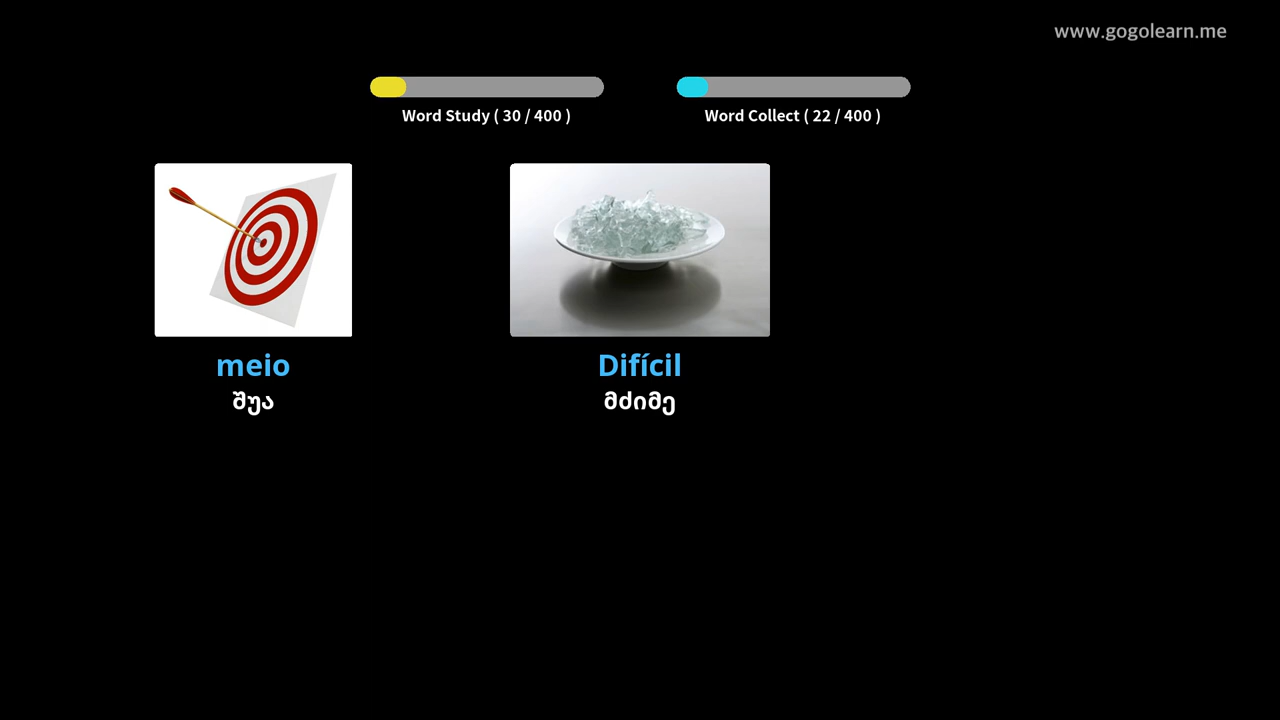 www.gogolearn.me
Word Study ( 30 / 400 )
Word Collect ( 22 / 400 )
meio
შუა
Difícil
მძიმე